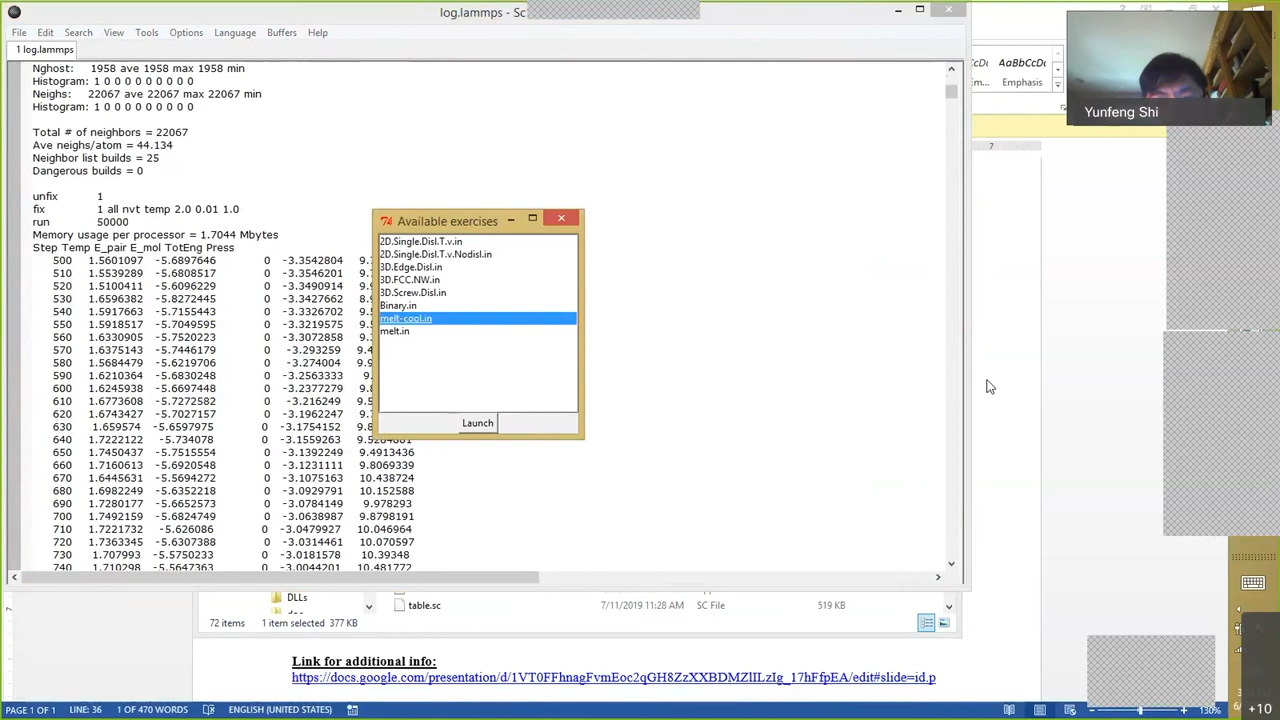 log.lammps - Sc
File Edit Search View Tools Options Language Buffers Help
1 log.lammps
Nghost: 1958 ave 1958 max 1958 min
Histogram: 1 0 0 0 0 0 0 0 0 0
Neighs: 22067 ave 22067 max 22067 min
Histogram: 1 0 0 0 0 0 0 0 0 0
Total # of neighbors = 22067
Ave neighs/atom = 44.134
Neighbor list builds = 25
Dangerous builds = 0
unfix 1
fix 1 all nvt temp 2.0 0.01 1.0
run 50000
Memory usage per processor = 1.7044 Mbytes
Step Temp E_pair E_mol TotEng Press
500 1.5601097 -5.6897646 0 -3.3542804 9.
510 1.5539289 -5.6808517 0 -3.3546201 9.
520 1.5100411 -5.6096229 0 -3.3490914 9.
530 1.6596382 -5.8272445 0 -3.3427662 8.
540 1.5917663 -5.7155443 0 -3.3326702
550 1.5918517 -5.7049595 0 -3.3219575
560 1.6330905 -5.7520223 0 -3.3072858
570 1.6375143 -5.7446179 0 -3.293259 9.4
580 1.5684479 -5.6219706 0 -3.274004 9.
590 1.6210364 -5.6830268 0 -3.2563333 9.
600 1.6245938 -5.6697448 0 -3.2377279 9.
610 1.6773608 -5.7272582 0 -3.216249 9.
620 1.6743427 -5.7027157 0 -3.1962247 9.
630 1.659574 -5.6597975 0 -3.1754152
640 1.7222122 -5.734078 0 -3.1559263
650 1.7450437 -5.7515554 0 -3.1392249 9.4913436
660 1.7160613 -5.6920548 0 -3.1231111 9.8069339
670 1.6445631 -5.5694272 0 -3.1075163 10.438724
680 1.6982249 -5.6352218 0 -3.0929791 10.152588
690 1.7280177 -5.6652573 0 -3.0784149 9.978293
700 1.7492159 -5.6824749 0 -3.0638987 9.8798191
710 1.7221732 -5.626086 0 -3.0479927 10.046964
720 1.7363345 -5.6307388 0 -3.0314461 10.070597
730 1.707993 -5.5750233 0 -3.0181578 10.39348
740 1.710298 -5.5647363 0 -3.0044201 10.481772
Available exercises
2D.Single.Disl.T.v.in
2D.Single.Disl.T.v.Nodisl.in
3D.Edge.Disl.in
3D.FCC.NW.in
3D.Screw.Disl.in
Binary.in
melt-cool.in
melt.in
Launch
AaBbCcDc
Emphasis
7
Yunfeng Shi
DLLs
table.sc 7/11/2019 11:28 AM SC File 519 KB
72 items 1 item selected 377 KB
Link for additional info:
PAGE 1 OF 1 LINE: 36 1 OF 470 WORDS ENGLISH (UNITED STATES) 130%
+10